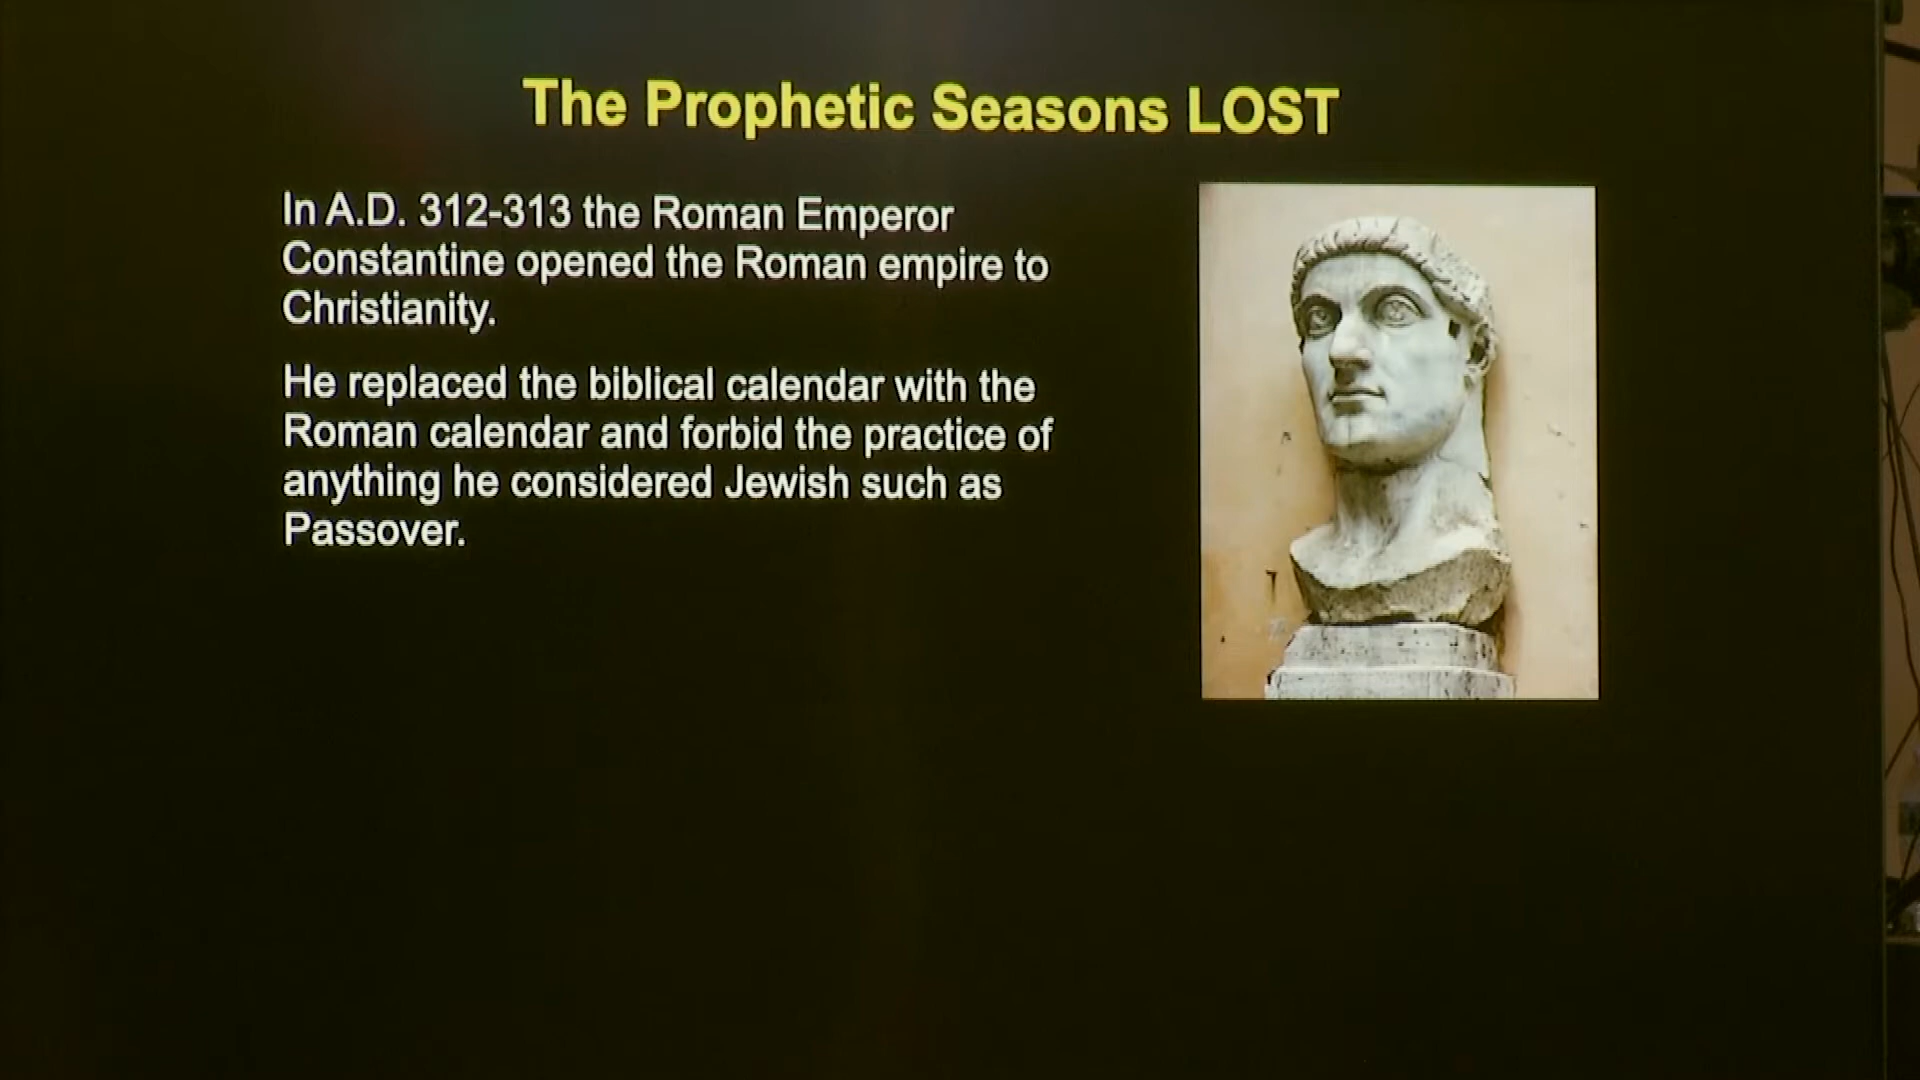 The Prophetic Seasons LOST
In A.D. 312-313 the Roman Emperor
Constantine opened the Roman empire to
Christianity.
He replaced the biblical calendar with the
Roman calendar and forbid the practice of
anything he considered Jewish such as
Passover.